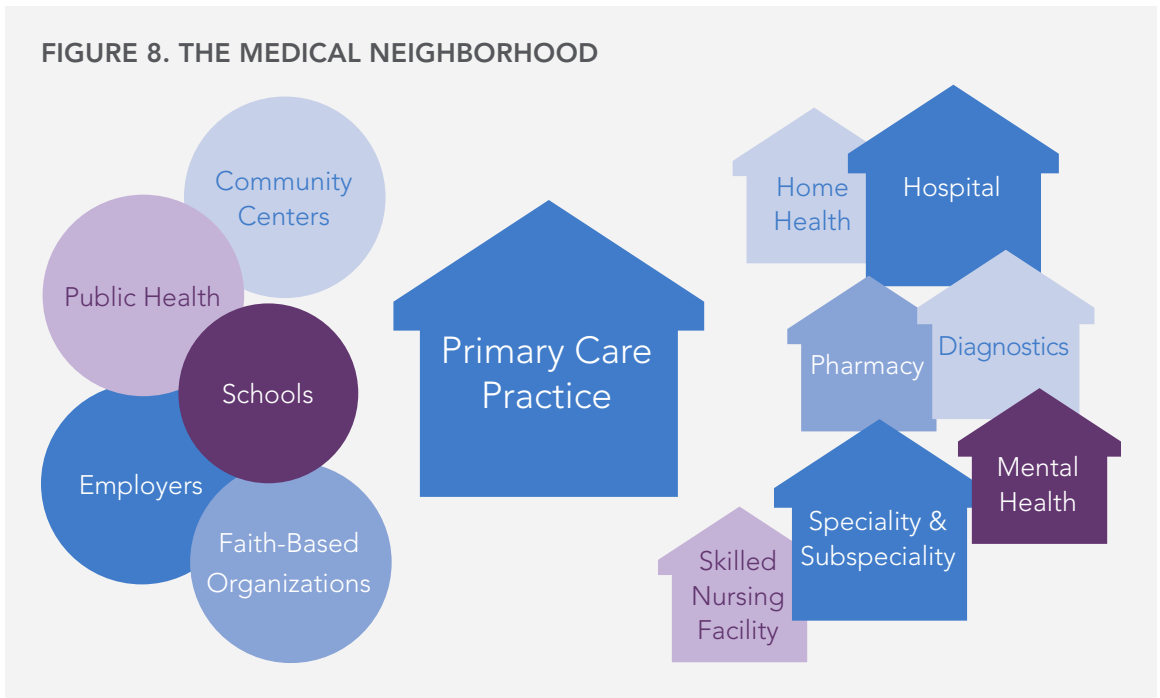 FIGURE 8. THE MEDICAL NEIGHBORHOOD
Community
Centers
Public Health
Schools
Employers
Faith-Based
Organizations
Primary Care
Practice
Home
Health
Hospital
Pharmacy
Diagnostics
Mental
Health
Speciality &
Subspeciality
Skilled
Nursing
Facility